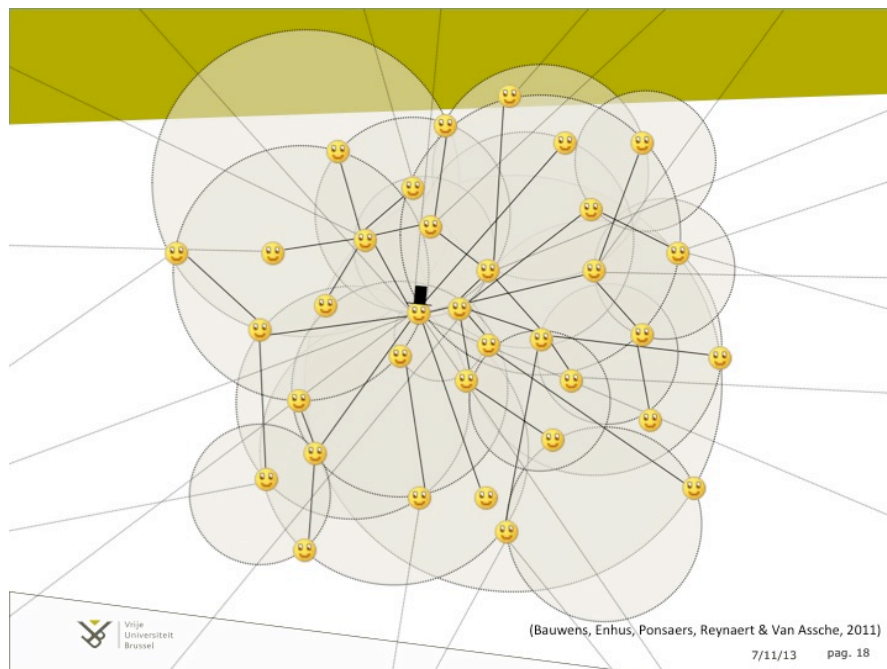 (Bauwens, Enhus, Ponsaers, Reynaert & Van Assche, 2011)
Vrije
Universiteit
Brussel
7/11/13
pag. 18